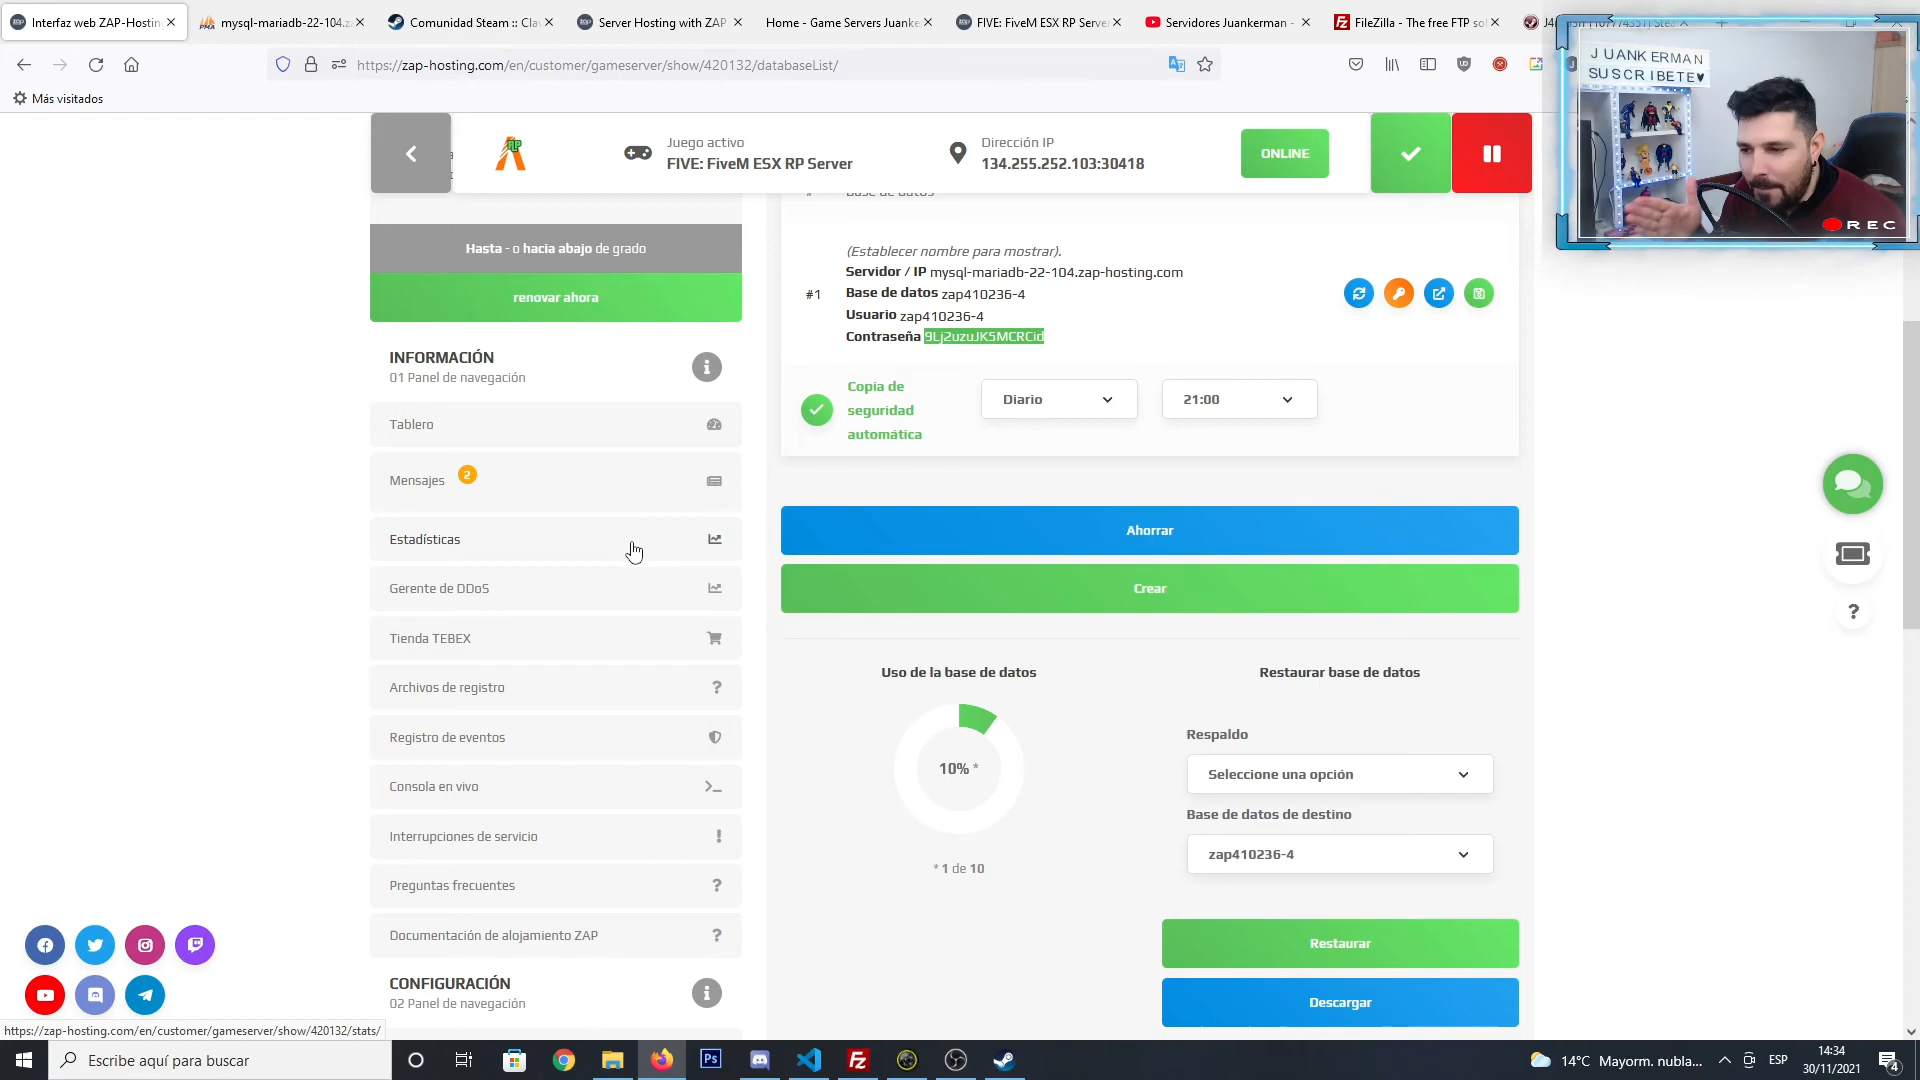 Interfaz web ZAP-Hostin
mysql-mariadb-22-104.za
Comunidad Steam :: Cla
Server Hosting with ZAP
Home - Game Servers Juanke
FIVE: FiveM ESX RP Serve
Servidores Juankerman -
FileZilla - The free FTP so
https://zap-hosting.com/en/customer/gameserver/show/420132/databaseList/
Más visitados
JUANKERMAN
SUSCRIBETE♥
REC
Juego activo
FIVE: FiveM ESX RP Server
Dirección IP
134.255.252.103:30418
ONLINE
Base de datos
Hasta - o hacia abajo de grado
renovar ahora
INFORMACIÓN
01 Panel de navegación
Tablero
Mensajes 2
Estadísticas
Gerente de DDoS
Tienda TEBEX
Archivos de registro
Registro de eventos
Consola en vivo
Interrupciones de servicio
Preguntas frecuentes
Documentación de alojamiento ZAP
CONFIGURACIÓN
02 Panel de navegación
(Establecer nombre para mostrar).
#1
Servidor / IP mysql-mariadb-22-104.zap-hosting.com
Base de datos zap410236-4
Usuario zap410236-4
Contraseña 9Lj2uzuJK5MCRCid
Copia de
seguridad
automática
Diario
21:00
Ahorrar
Crear
Uso de la base de datos
10% *
* 1 de 10
Restaurar base de datos
Respaldo
Seleccione una opción
Base de datos de destino
zap410236-4
Restaurar
Descargar
https://zap-hosting.com/en/customer/gameserver/show/420132/stats/
Escribe aquí para buscar
14°C Mayorm. nubla...
ESP
14:34
30/11/2021
4